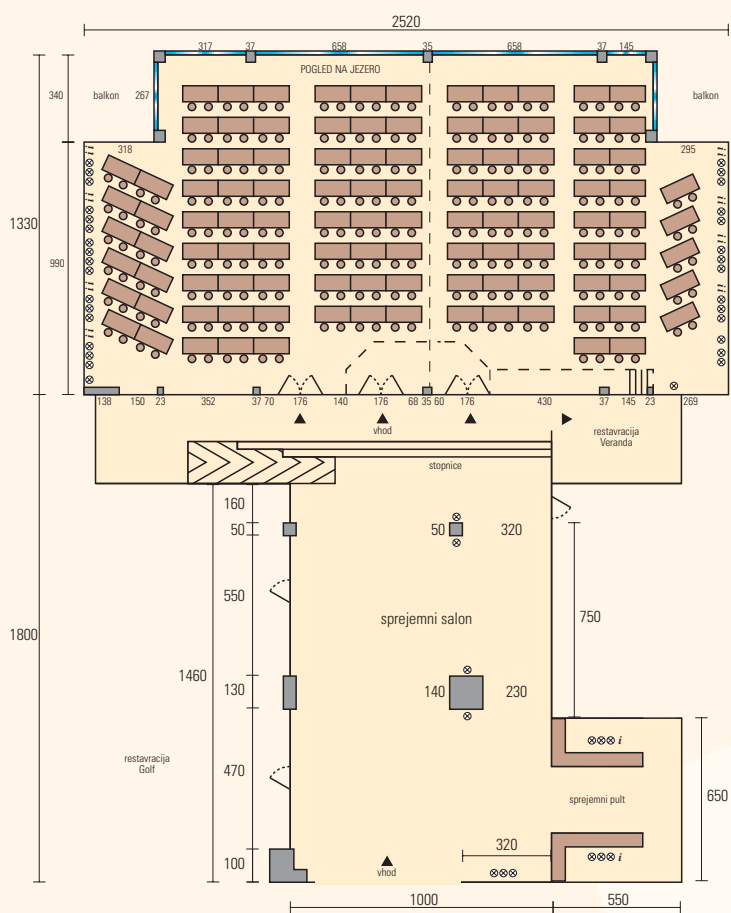 2520
317 37 658 35 658 37 145
POGLED NA JEZERO
340
balkon
267
balkon
318
295
1330
990
138 150 23 352 37 70 176 140 176 68 35 60 176 430 37 145 23 269
vhod
restavracija
Veranda
stopnice
160
50
50
320
550
sprejemni salon
750
1800
1460
130
140
230
restavracija
Golf
470
i
sprejemni pult
650
320
i
100
vhod
1000
550